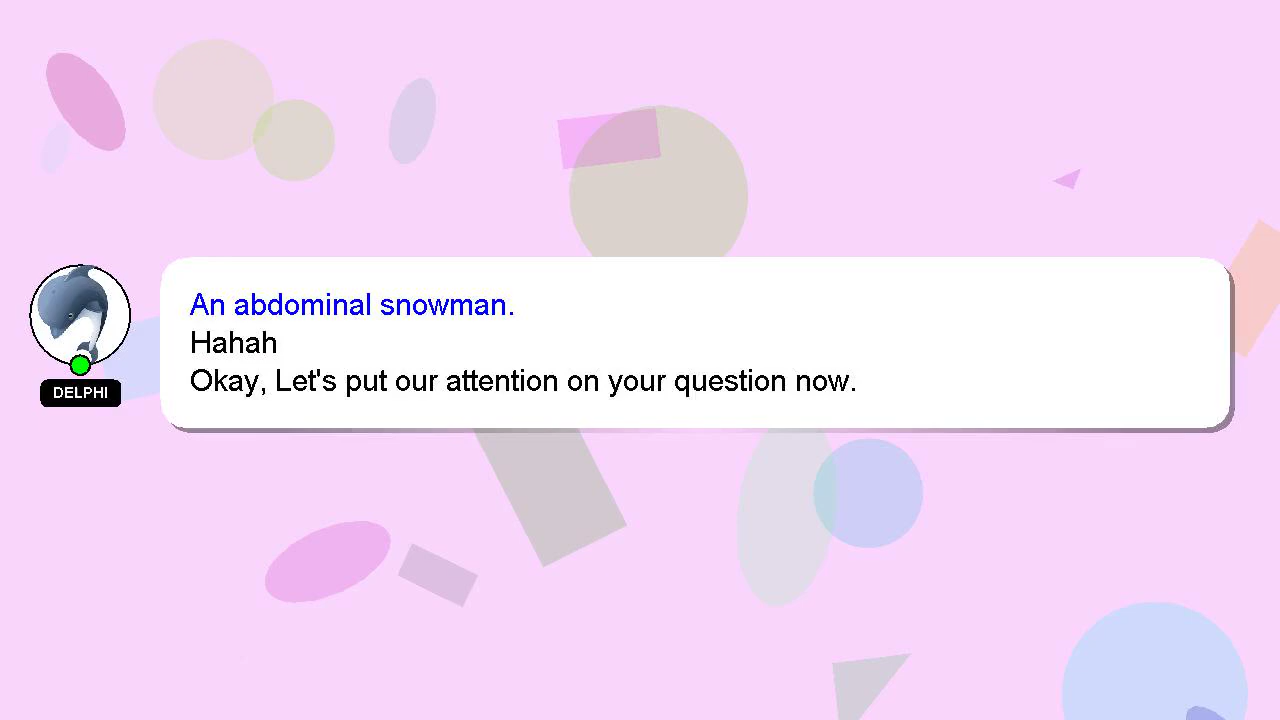 An abdominal snowman.
Hahah
Okay, Let's put our attention on your question now.
DELPHI